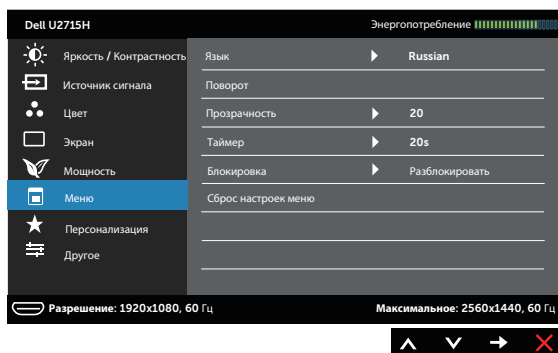 Dell U2715H Энергопотребление
Яркость / Контрастность Язык Russian
Источник сигнала Поворот
Цвет Прозрачность 20
Экран Таймер 20s
Мощность Блокировка Разблокировать
Меню Сброс настроек меню
Персонализация
Другое
Разрешение: 1920x1080, 60 Гц Максимальное: 2560x1440, 60 Гц